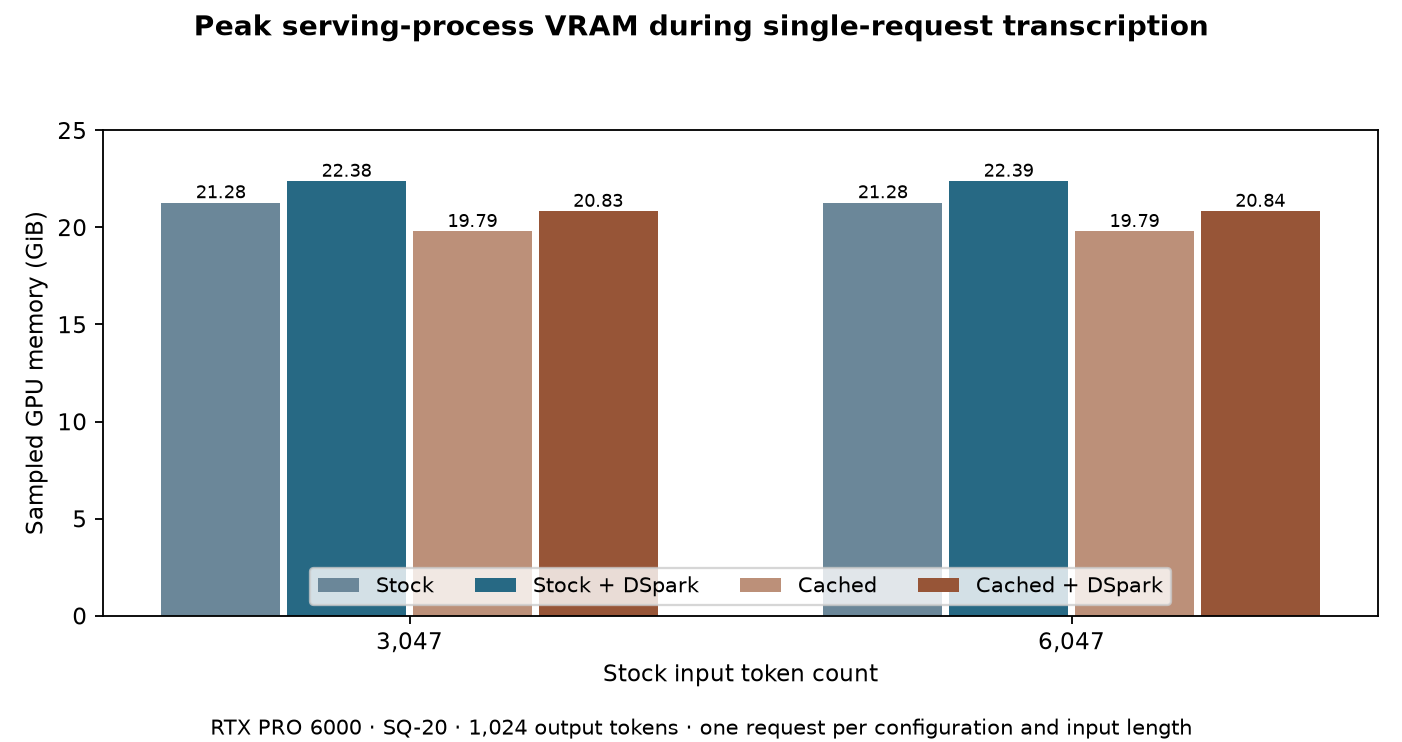 Peak serving-process VRAM during single-request transcription
Sampled GPU memory (GiB)
25
20
15
10
5
0
21.28
22.38
19.79
20.83
21.28
22.39
19.79
20.84
Stock
Stock + DSpark
Cached
Cached + DSpark
3,047
6,047
Stock input token count
RTX PRO 6000 · SQ-20 · 1,024 output tokens · one request per configuration and input length